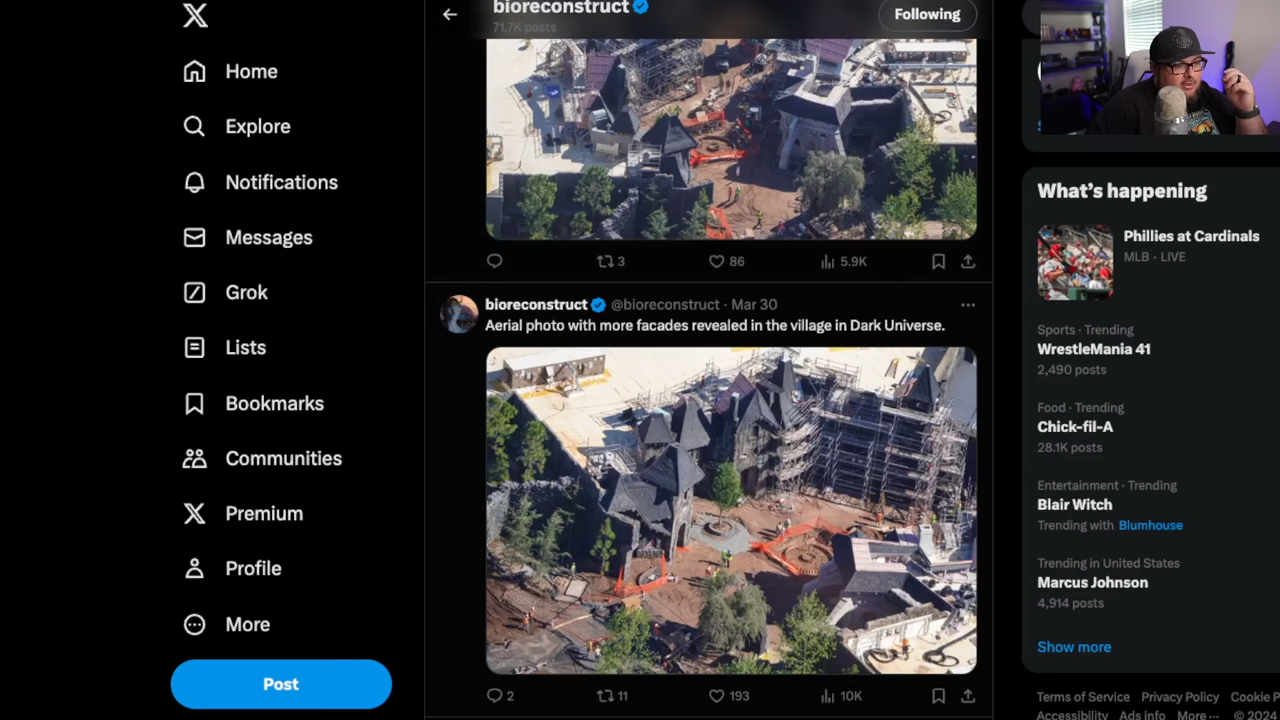 bioreconstruct
71.7K posts
Following
Home
Explore
Notifications
Messages
Grok
Lists
Bookmarks
Communities
Premium
Profile
More
Post
3
86
5.9K
bioreconstruct @bioreconstruct · Mar 30
Aerial photo with more facades revealed in the village in Dark Universe.
2
11
193
10K
What's happening
Phillies at Cardinals
MLB · LIVE
Sports · Trending
WrestleMania 41
2,490 posts
Food · Trending
Chick-fil-A
28.1K posts
Entertainment · Trending
Blair Witch
Trending with Blumhouse
Trending in United States
Marcus Johnson
4,914 posts
Show more
Terms of Service Privacy Policy Cookie P
Accessibility Ads info More ··· © 2024